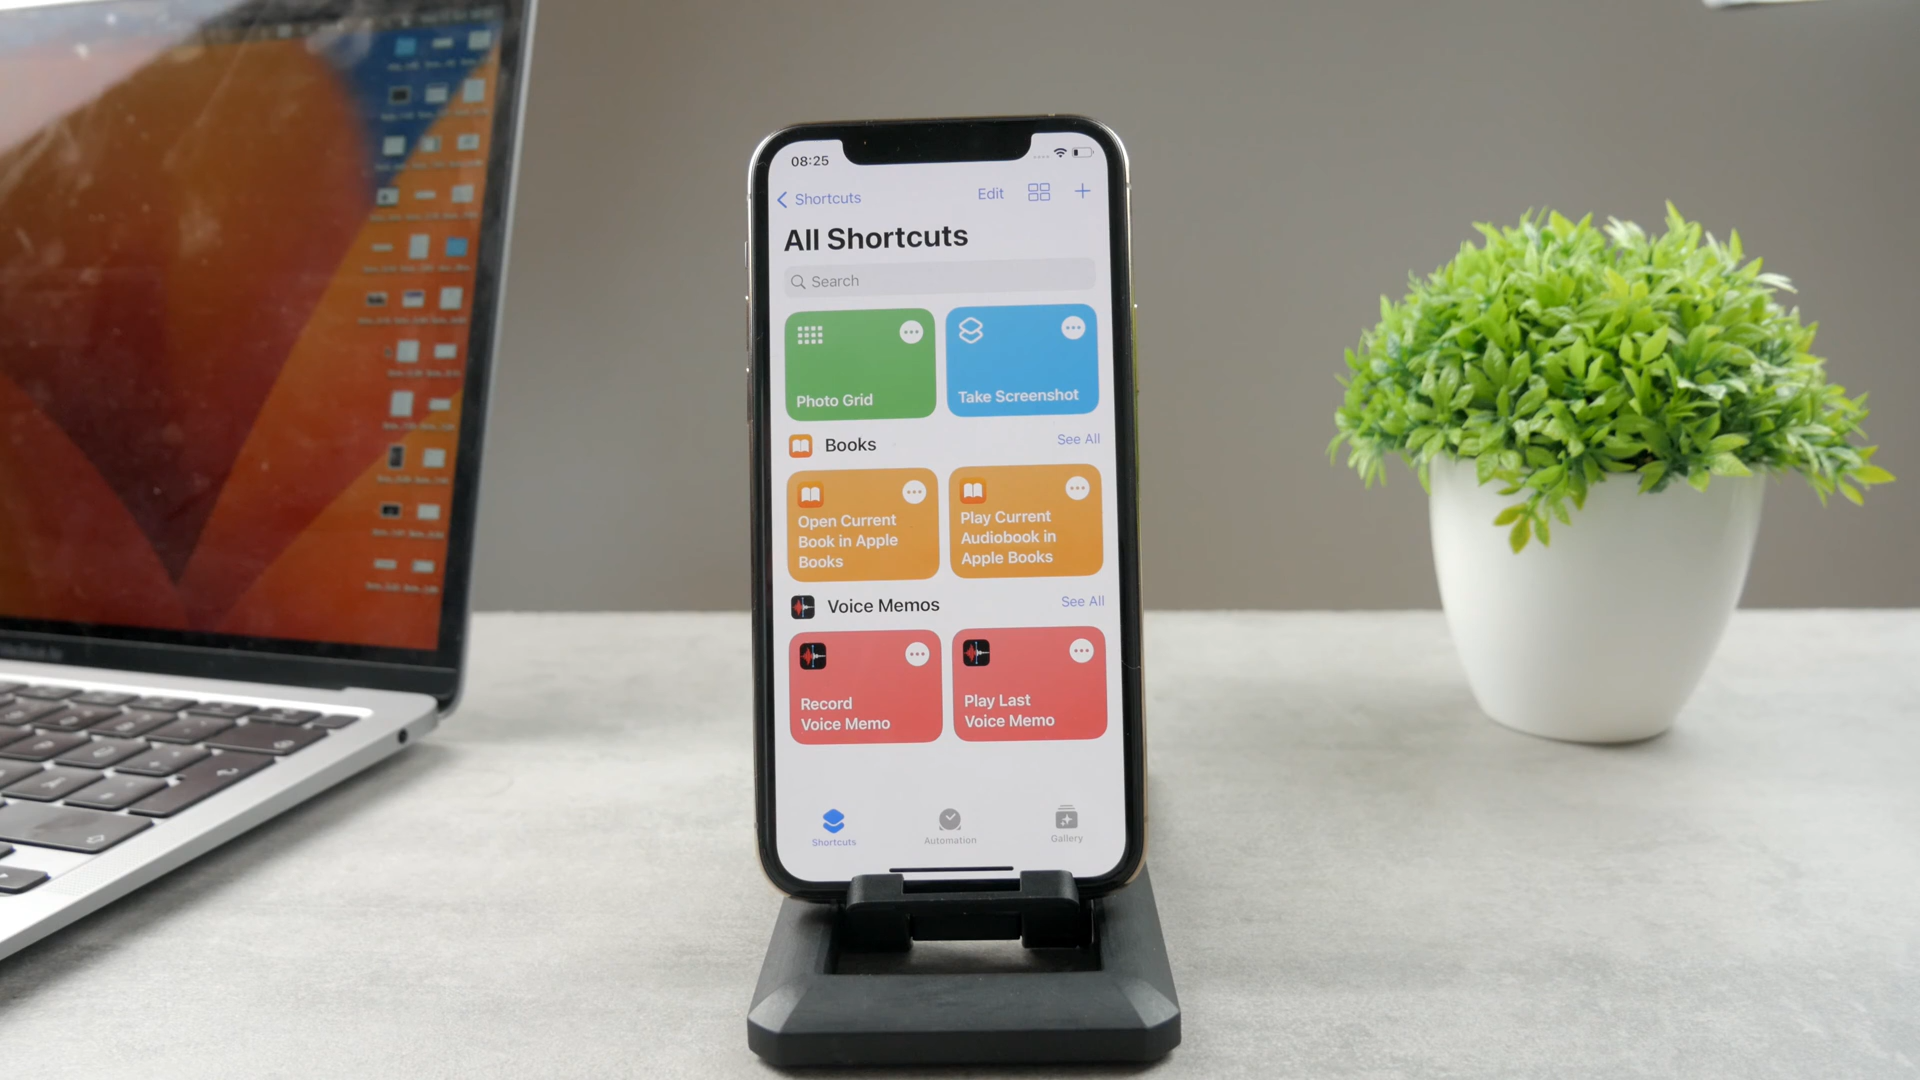 08:25
Shortcuts
Edit
All Shortcuts
Search
Photo Grid
Take Screenshot
Books
See All
Open Current
Book in Apple
Books
Play Current
Audiobook in
Apple Books
Voice Memos
See All
Record
Voice Memo
Play Last
Voice Memo
Shortcuts
Automation
Gallery